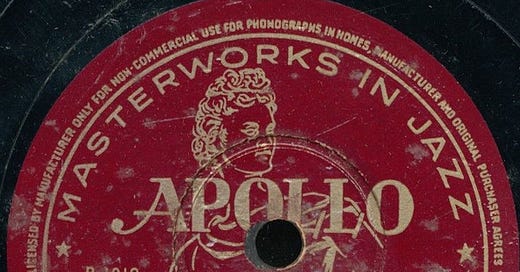 LICENSED BY MANUFACTURER ONLY FOR NON-COMMERCIAL USE FOR PHONOGRAPHS IN HOMES. MANUFACTURER AND ORIGINAL PURCHASER AGREES
MASTERWORKS IN JAZZ
APOLLO